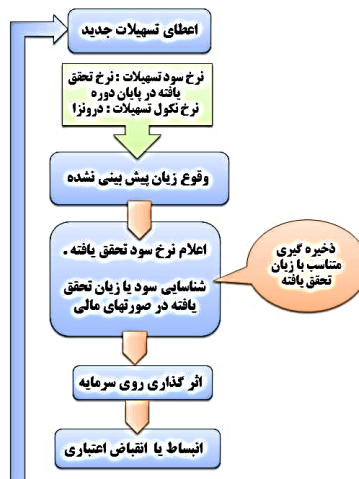 اعطای تسهیلات جدید
نرخ سود تسهیلات : نرخ تحقق
یافته در پایان دوره
نرخ نکول تسهیلات : درونزا
وقوع زیان پیش بینی نشده
اعلام نرخ سود تحقق یافته .
شناسایی سود یا زیان تحقق
یافته در صورتهای مالی
ذخیره گیری
متناسب با زیان
تحقق یافته
اثر گذاری روی سرمایه
انبساط یا انقباض اعتباری